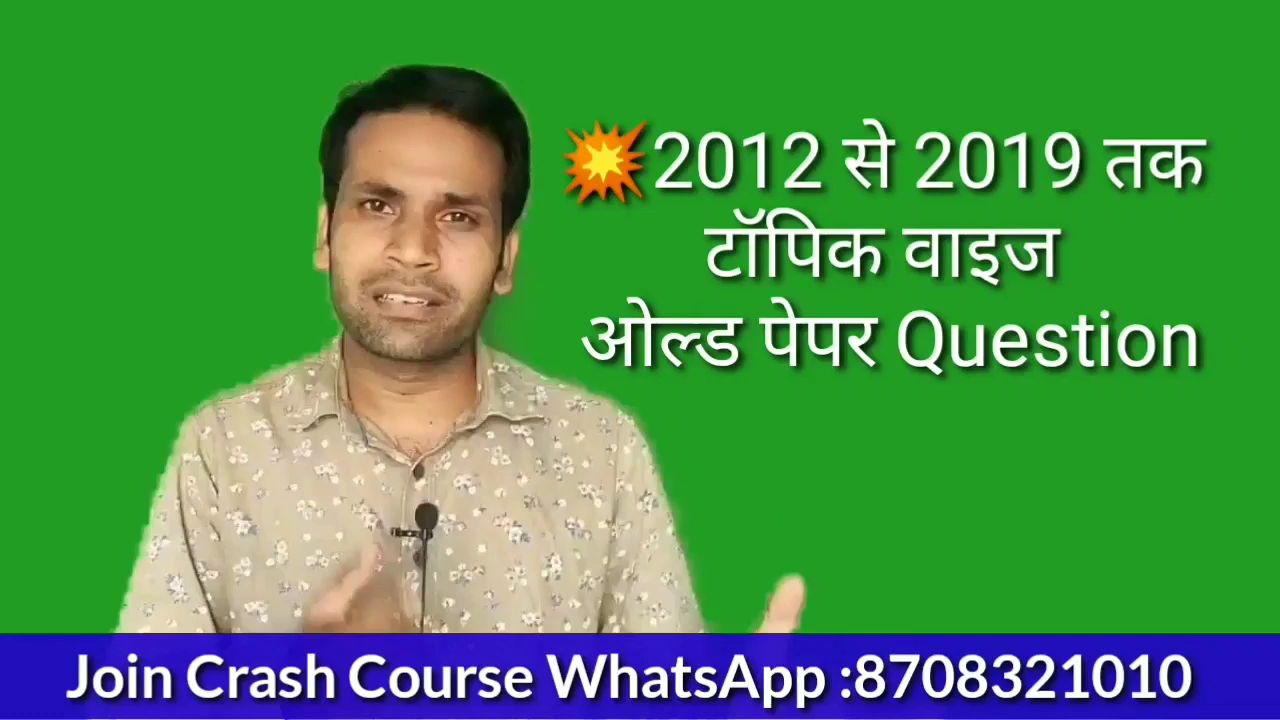 💥2012 से 2019 तक
टॉपिक वाइज
ओल्ड पेपर Question
Join Crash Course WhatsApp :8708321010